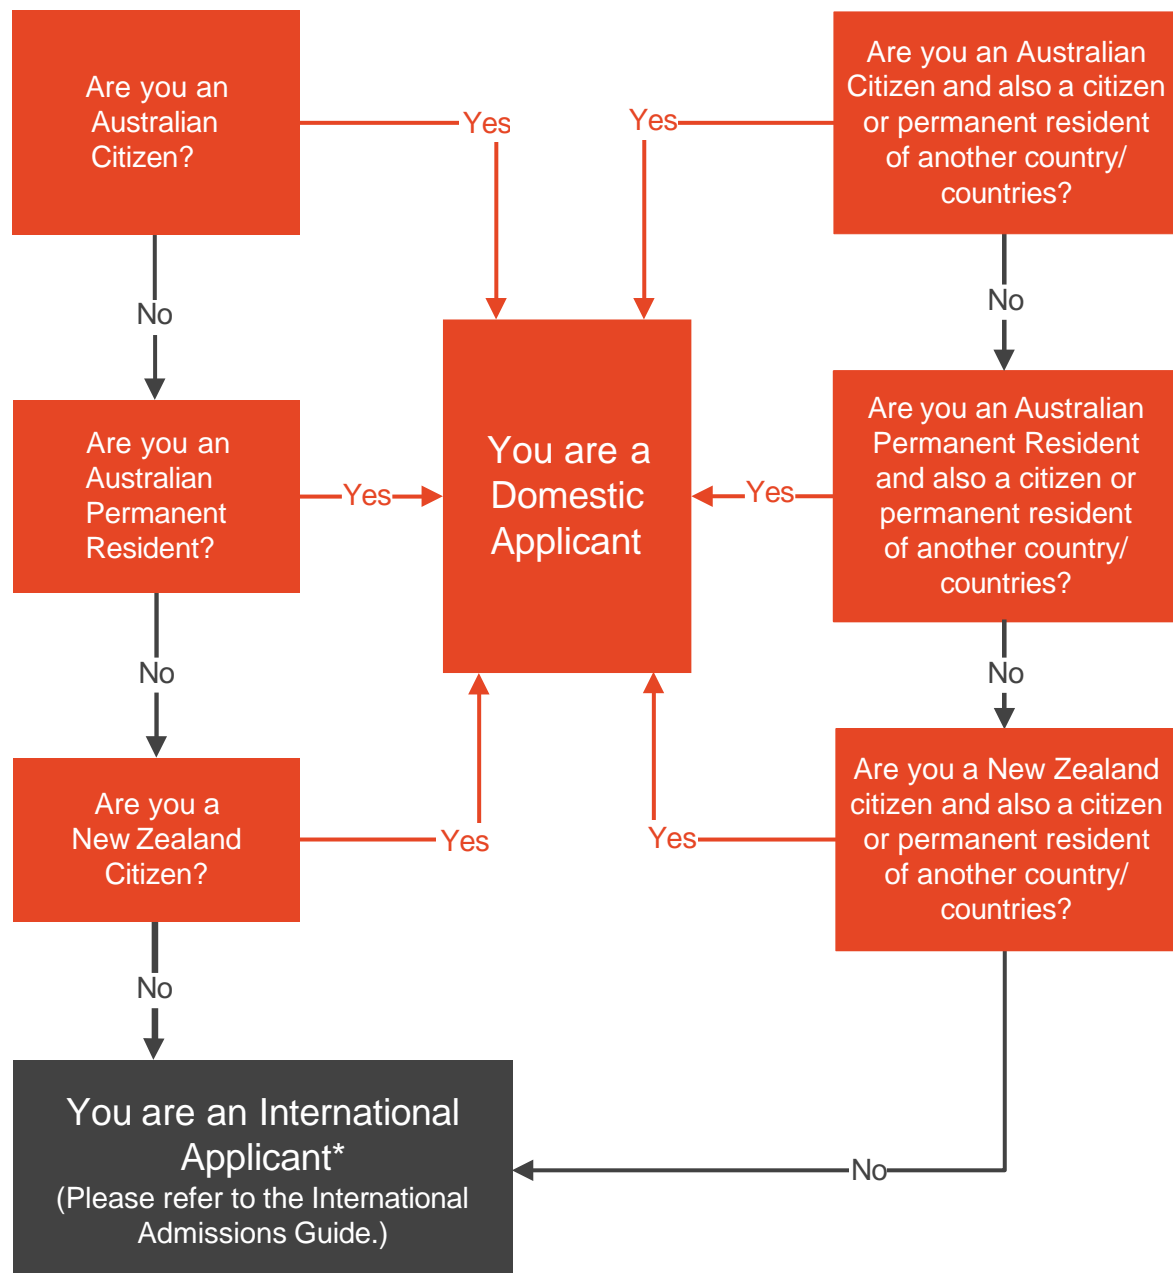 Are you an
Australian
Citizen?
Yes
No
Are you an
Australian
Permanent
Resident?
Yes
No
Are you a
New Zealand
Citizen?
Yes
No
You are a
Domestic
Applicant
Are you an Australian
Citizen and also a citizen
or permanent resident
of another country/
countries?
Yes
No
Are you an Australian
Permanent Resident
and also a citizen or
permanent resident
of another country/
countries?
Yes
No
Are you a New Zealand
citizen and also a citizen
or permanent resident
of another country/
countries?
Yes
No
You are an International
Applicant*
(Please refer to the International
Admissions Guide.)